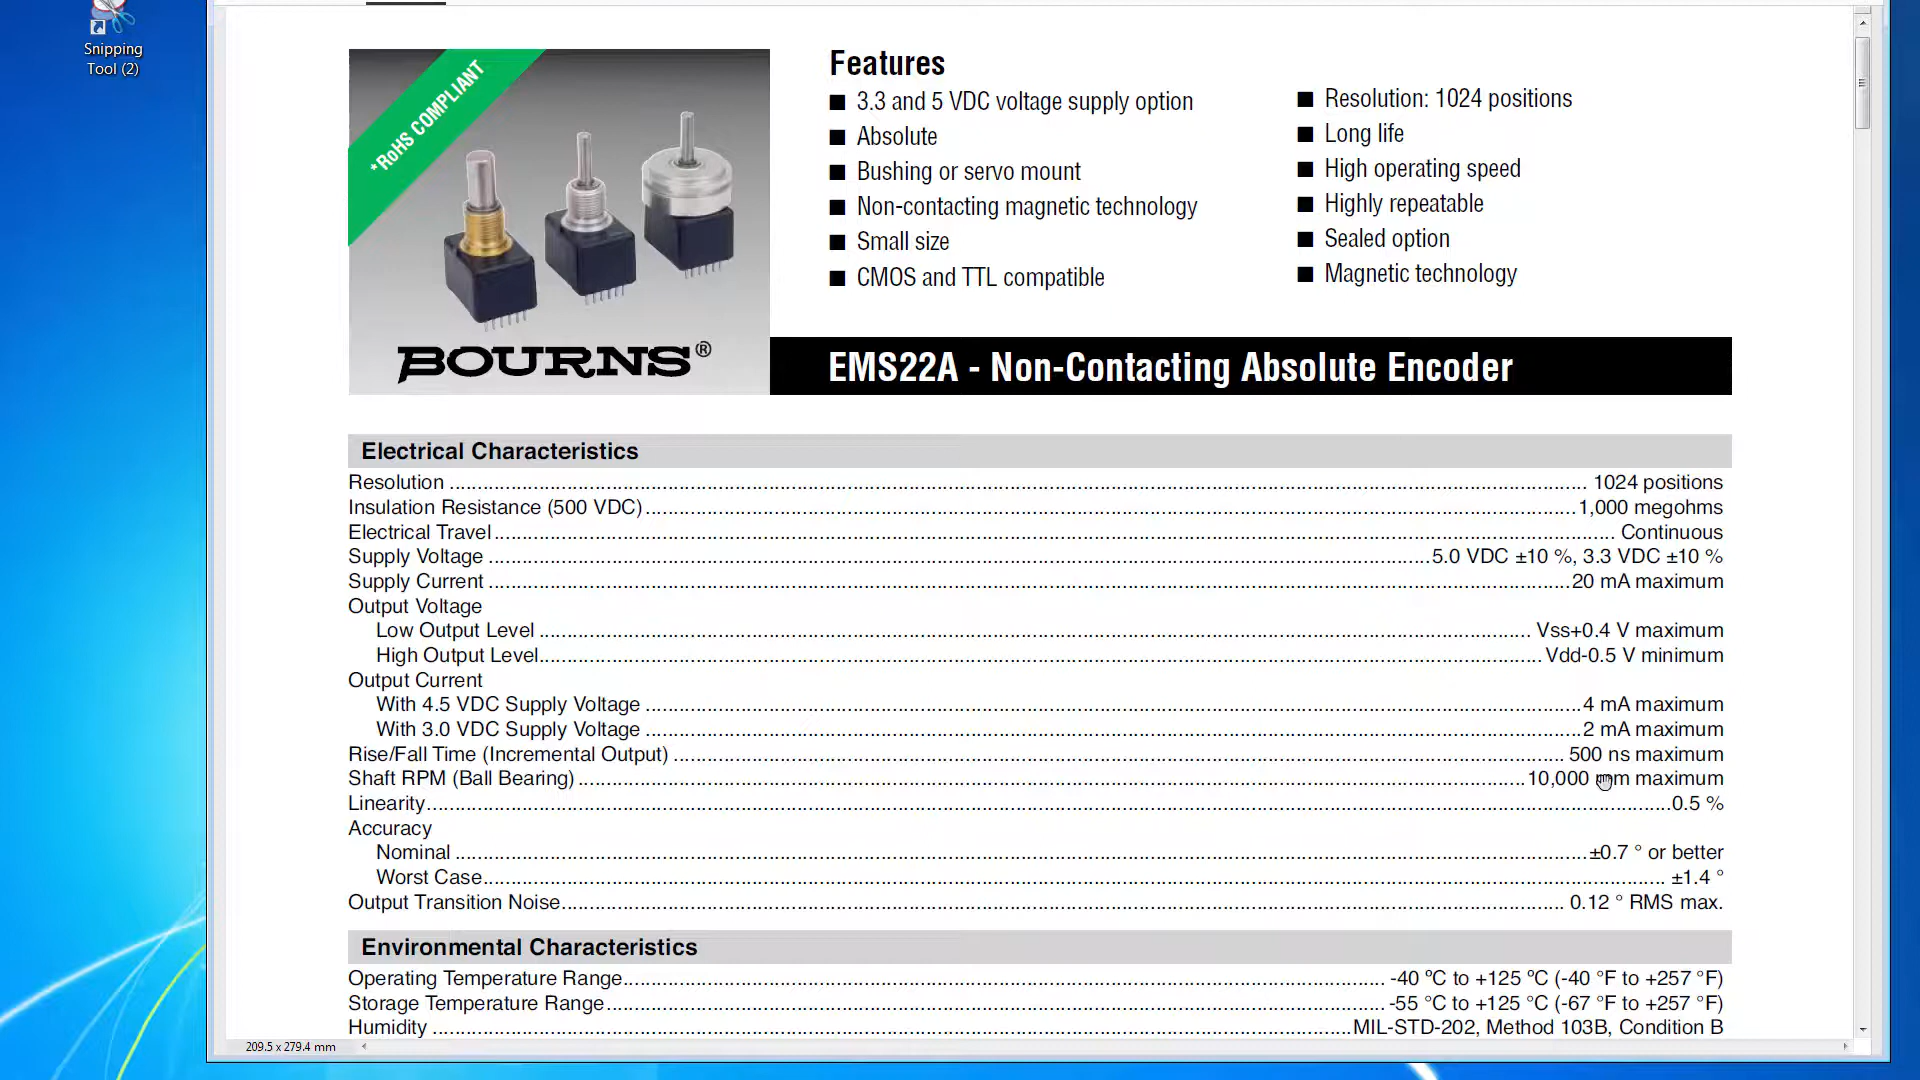 Snipping
Tool (2)
*RoHS COMPLIANT
BOURNS®
Features
■ 3.3 and 5 VDC voltage supply option
■ Absolute
■ Bushing or servo mount
■ Non-contacting magnetic technology
■ Small size
■ CMOS and TTL compatible
■ Resolution: 1024 positions
■ Long life
■ High operating speed
■ Highly repeatable
■ Sealed option
■ Magnetic technology
EMS22A - Non-Contacting Absolute Encoder
Electrical Characteristics
Resolution ... 1024 positions
Insulation Resistance (500 VDC) ... 1,000 megohms
Electrical Travel ... Continuous
Supply Voltage ... 5.0 VDC ±10 %, 3.3 VDC ±10 %
Supply Current ... 20 mA maximum
Output Voltage
Low Output Level ... Vss+0.4 V maximum
High Output Level ... Vdd-0.5 V minimum
Output Current
With 4.5 VDC Supply Voltage ... 4 mA maximum
With 3.0 VDC Supply Voltage ... 2 mA maximum
Rise/Fall Time (Incremental Output) ... 500 ns maximum
Shaft RPM (Ball Bearing) ... 10,000 maximum
Linearity ... 0.5 %
Accuracy
Nominal ... ±0.7 ° or better
Worst Case ... ±1.4 °
Output Transition Noise ... 0.12 ° RMS max.
Environmental Characteristics
Operating Temperature Range ... -40 °C to +125 °C (-40 °F to +257 °F)
Storage Temperature Range ... -55 °C to +125 °C (-67 °F to +257 °F)
Humidity ... MIL-STD-202, Method 103B, Condition B
209.5 x 279.4 mm